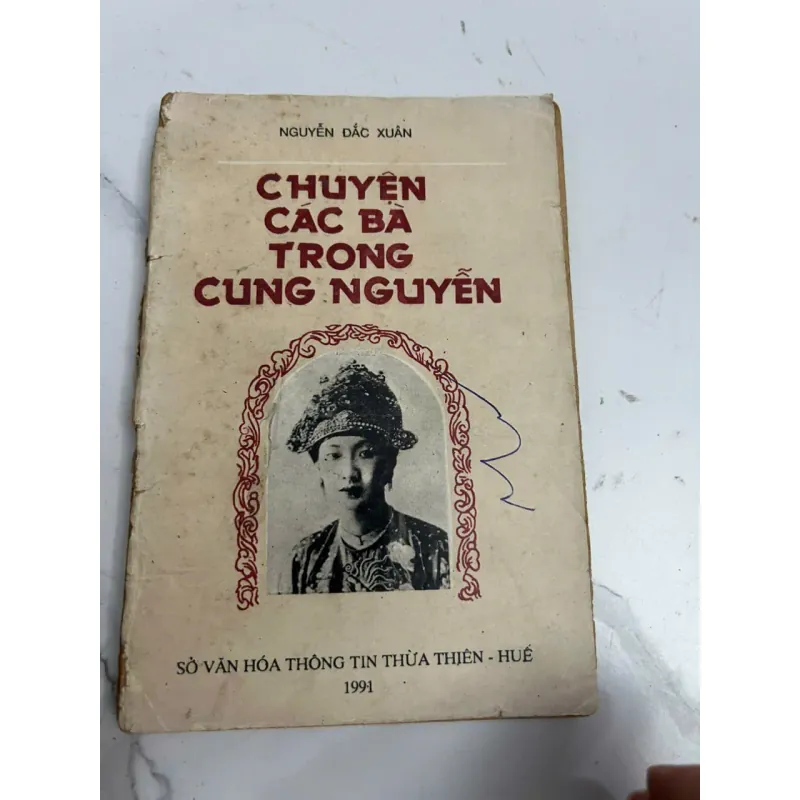 NGUYỄN ĐẮC XUÂN
CHUYỆN
CÁC BÀ
TRONG
CUNG NGUYỄN
SỞ VĂN HÓA THÔNG TIN THỪA THIÊN - HUẾ
1991